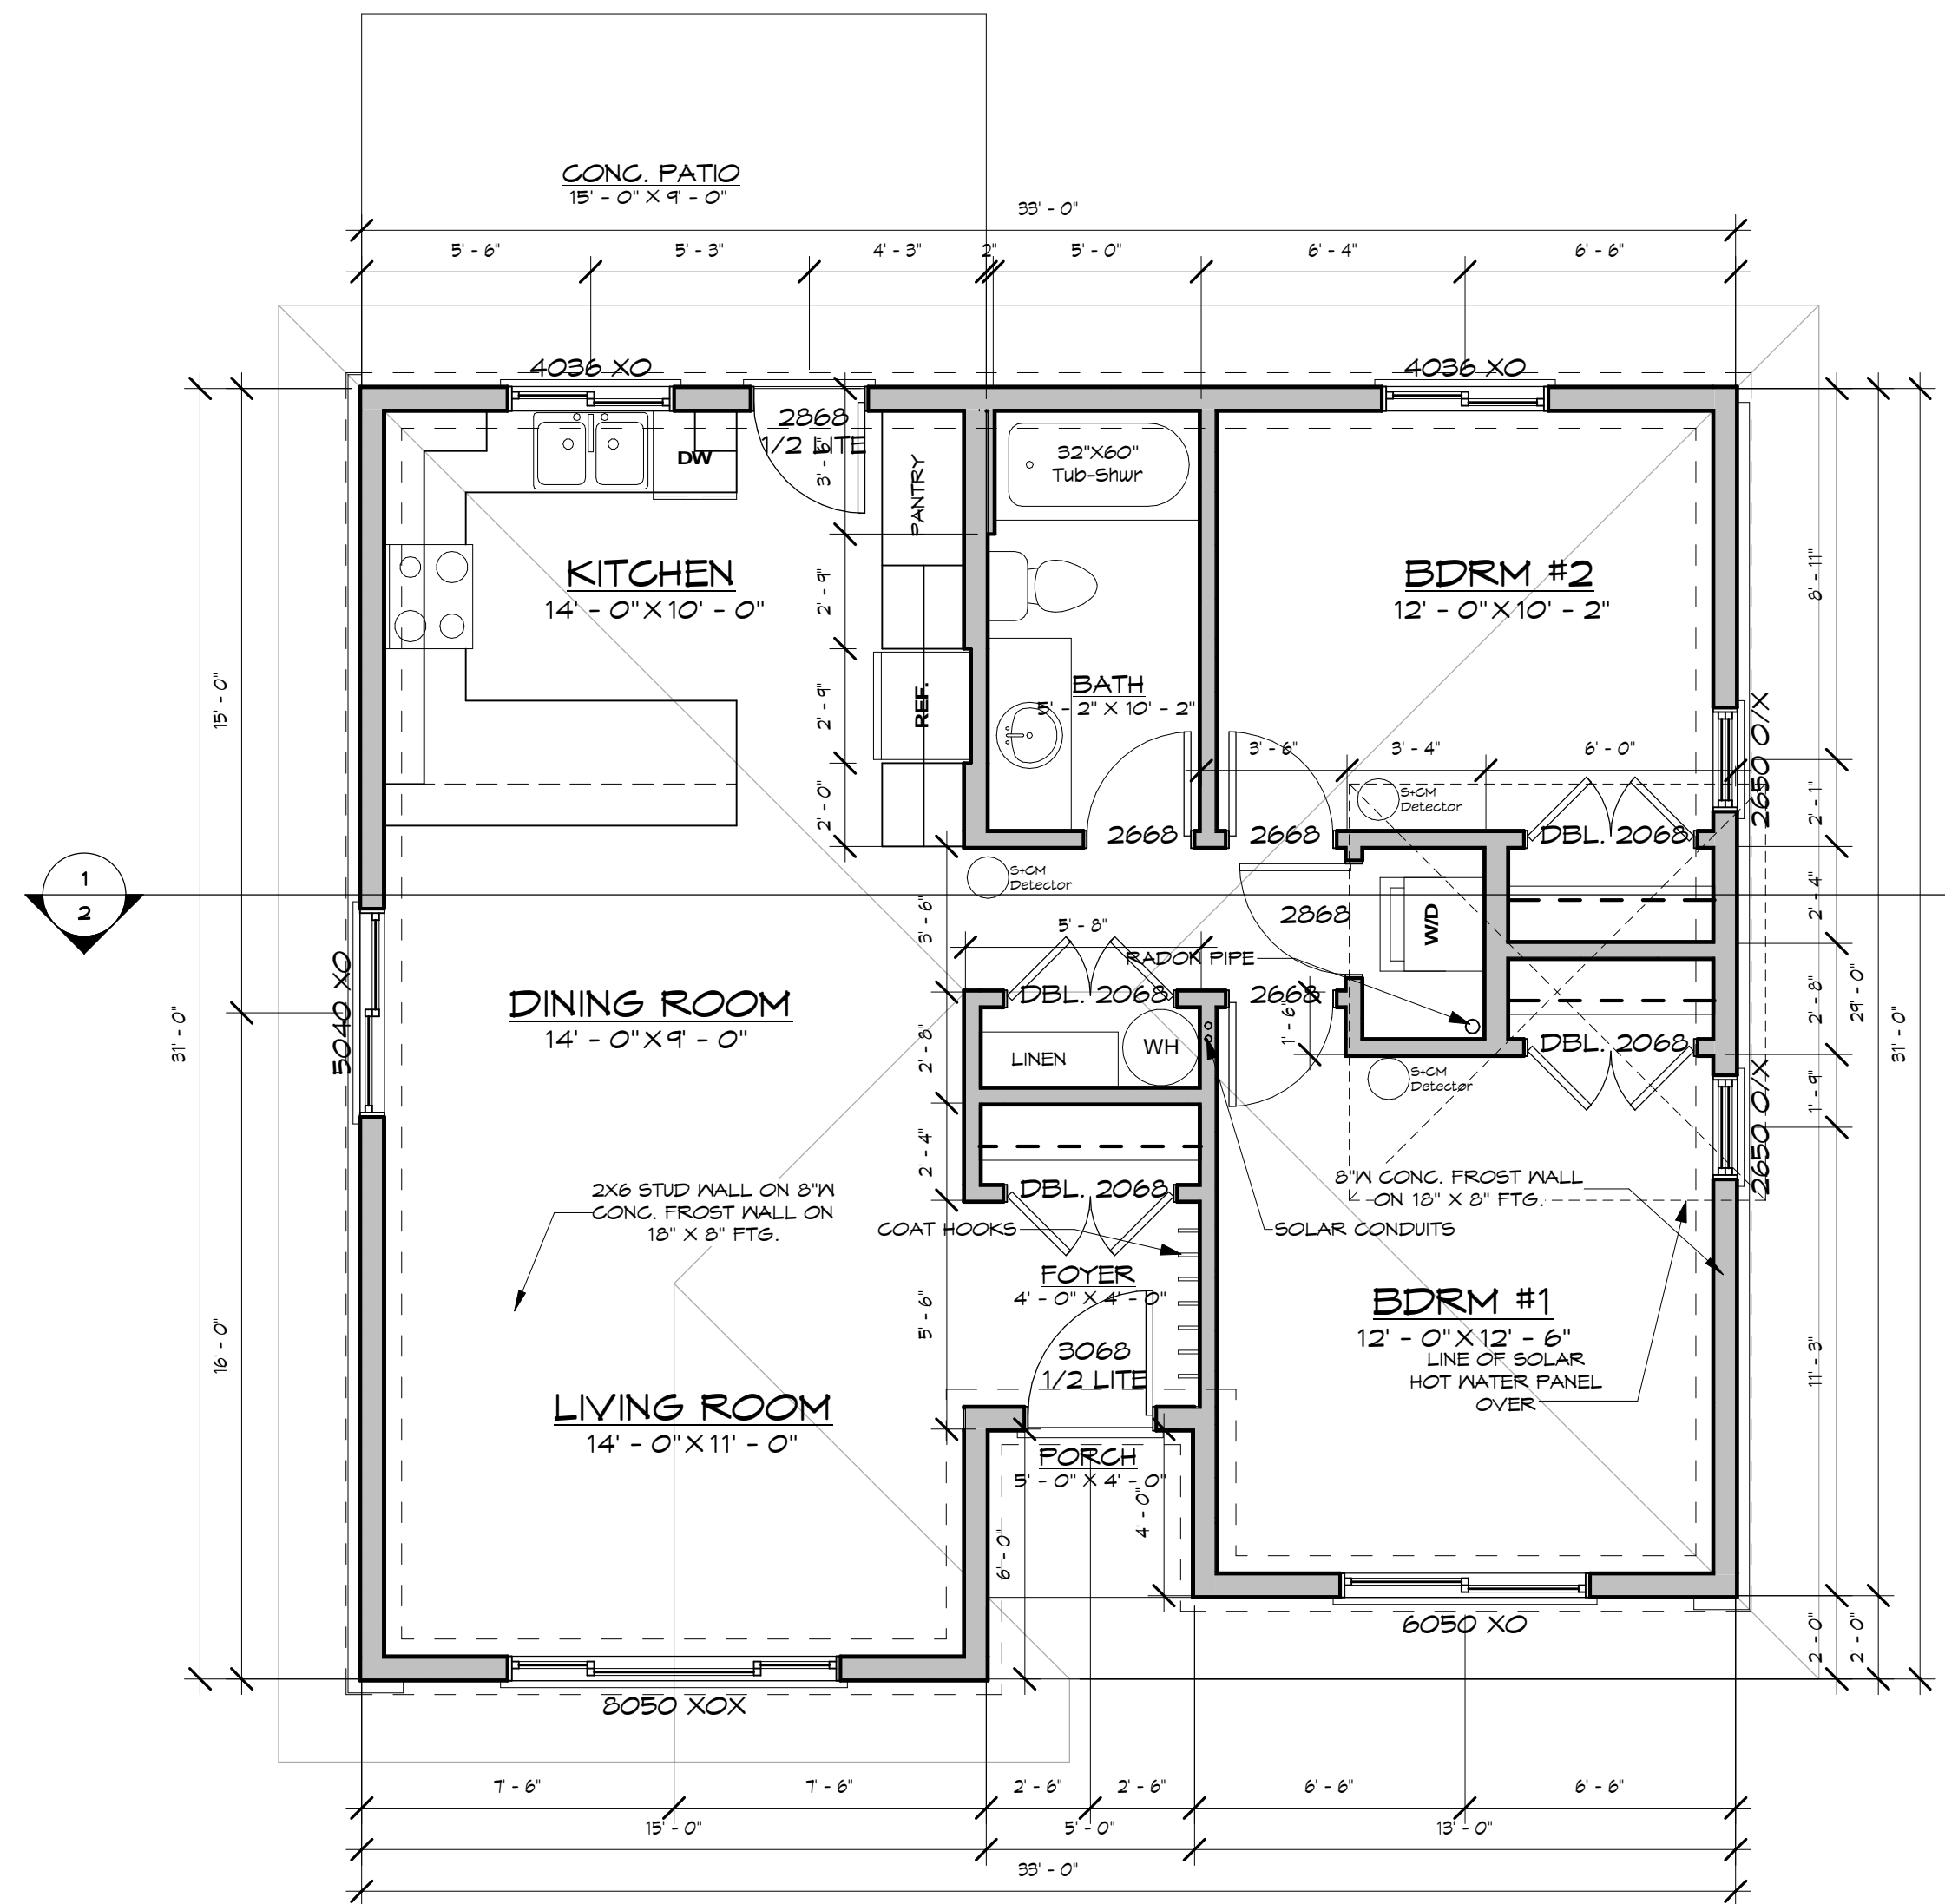 CONC. PATIO
15' - 0" X 9' - 0"
33' - 0"
5' - 6"
5' - 3"
4' - 3"
2"
5' - 0"
6' - 4"
6' - 6"
4036 XO
4036 XO
2868
1/2 LITE
3' - 6"
DW
PANTRY
32"X60"
Tub-Shwr
KITCHEN
14' - 0" X 10' - 0"
BDRM #2
12' - 0" X 10' - 2"
8' - 11"
2' - 9"
15' - 0"
REF.
2' - 9"
BATH
5' - 2" X 10' - 2"
3' - 6"
3' - 4"
6' - 0"
2650 O/X
S+CM
Detector
2' - 0"
2' - 1"
2668
2668
DBL. 2068
1
2
S+CM
Detector
2' - 4"
3' - 6"
5' - 8"
2868
W/D
RADON PIPE
5040 XO
DINING ROOM
14' - 0" X 9' - 0"
DBL. 2068
2668
1' - 6"
2' - 8"
29' - 0"
31' - 0"
31' - 0"
2' - 8"
LINEN
WH
DBL. 2068
S+CM
Detector
1' - 9"
2650 O/X
2' - 4"
2X6 STUD WALL ON 8"W
CONC. FROST WALL ON
18" X 8" FTG.
DBL. 2068
8"W CONC. FROST WALL
ON 18" X 8" FTG.
COAT HOOKS
SOLAR CONDUITS
FOYER
4' - 0" X 4' - 0"
5' - 6"
16' - 0"
3068
1/2 LITE
BDRM #1
12' - 0" X 12' - 6"
LINE OF SOLAR
HOT WATER PANEL
OVER
11' - 3"
LIVING ROOM
14' - 0" X 11' - 0"
PORCH
5' - 0" X 4' - 0"
4' - 0"
6' - 0"
6050 XO
2' - 0"
2' - 0"
8050 XOX
7' - 6"
7' - 6"
2' - 6"
2' - 6"
6' - 6"
6' - 6"
15' - 0"
5' - 0"
13' - 0"
33' - 0"